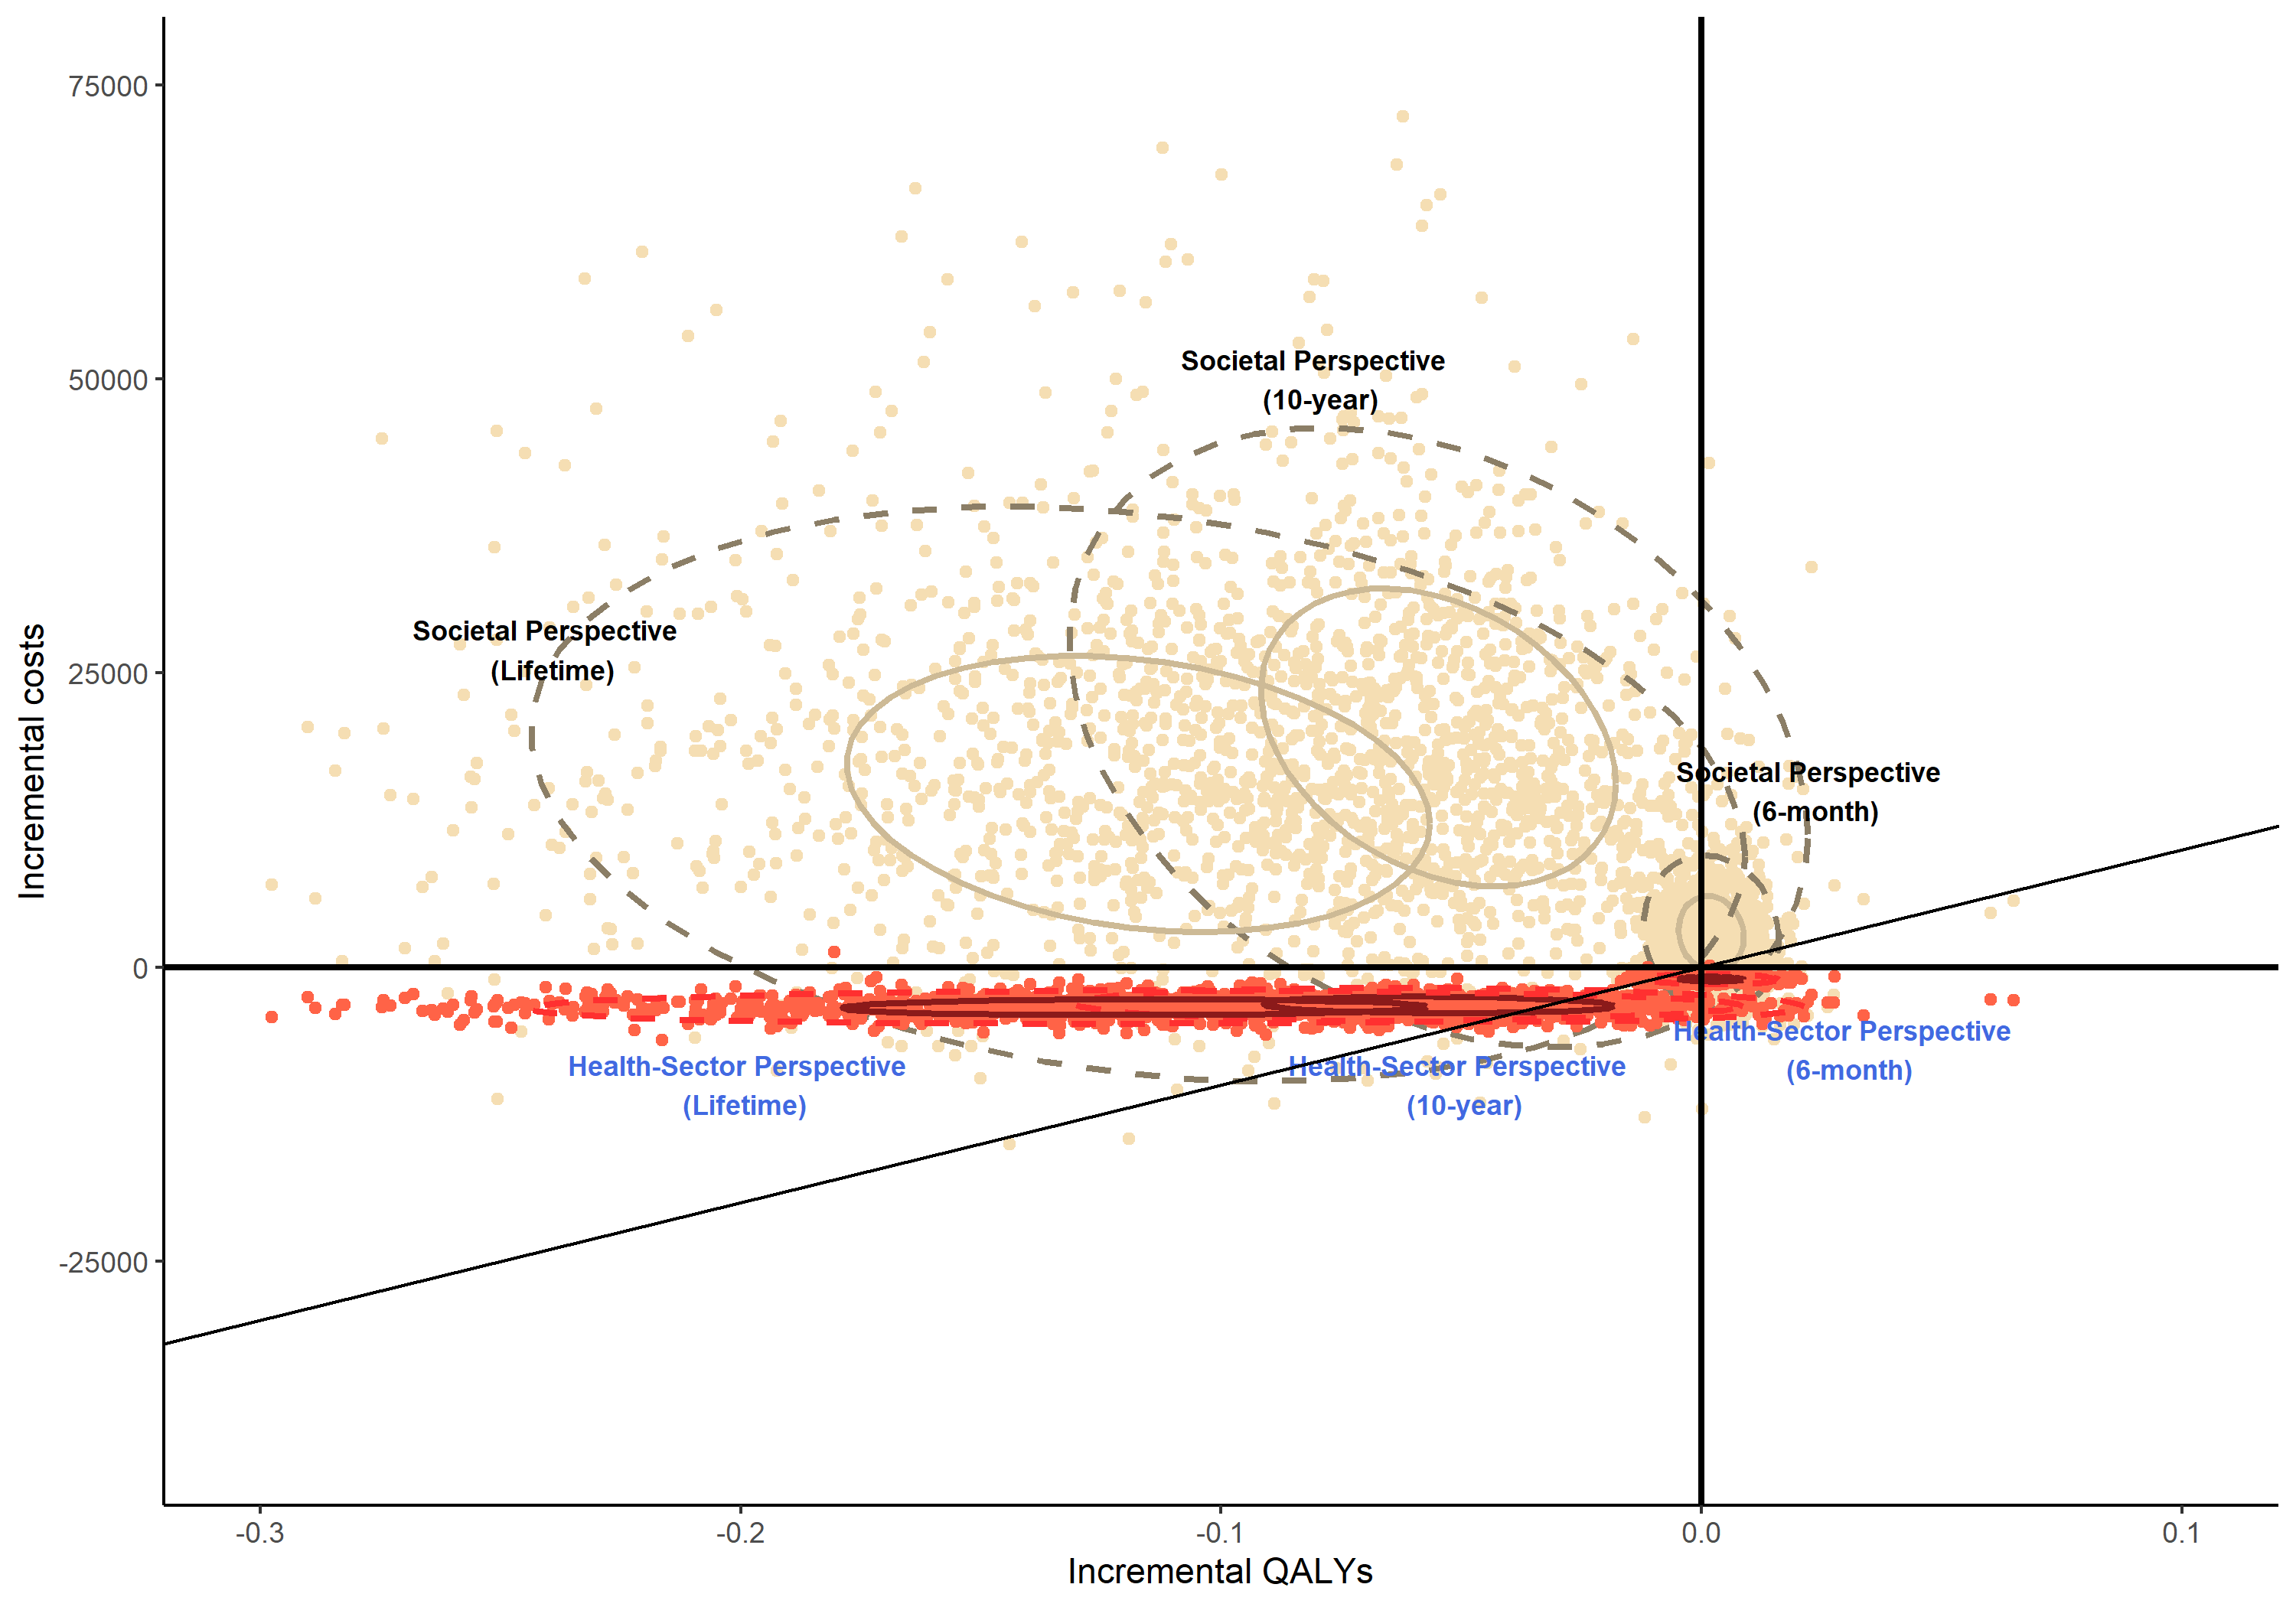 75000
50000
25000
0
-25000
Incremental costs
Societal Perspective
(10-year)
Societal Perspective
(Lifetime)
Societal Perspective
(6-month)
Health-Sector Perspective
(6-month)
Health-Sector Perspective
(Lifetime)
Health-Sector Perspective
(10-year)
-0.3
-0.2
-0.1
0.0
0.1
Incremental QALYs